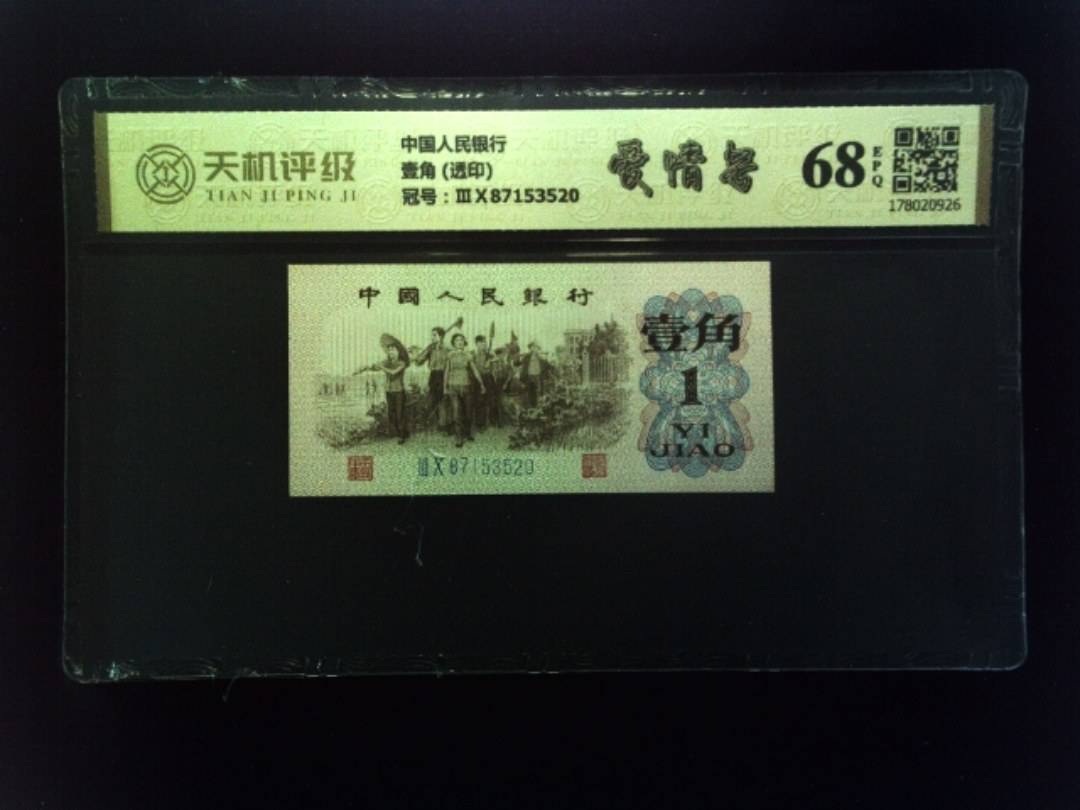 天机评级
TIAN JI PING JI
中国人民银行
壹角 (透印)
冠号：ⅢⅩ87153520
爱情号
68
EPQ
178020926
中國人民銀行
壹角
1
YI
JIAO
ⅢⅩ87153520